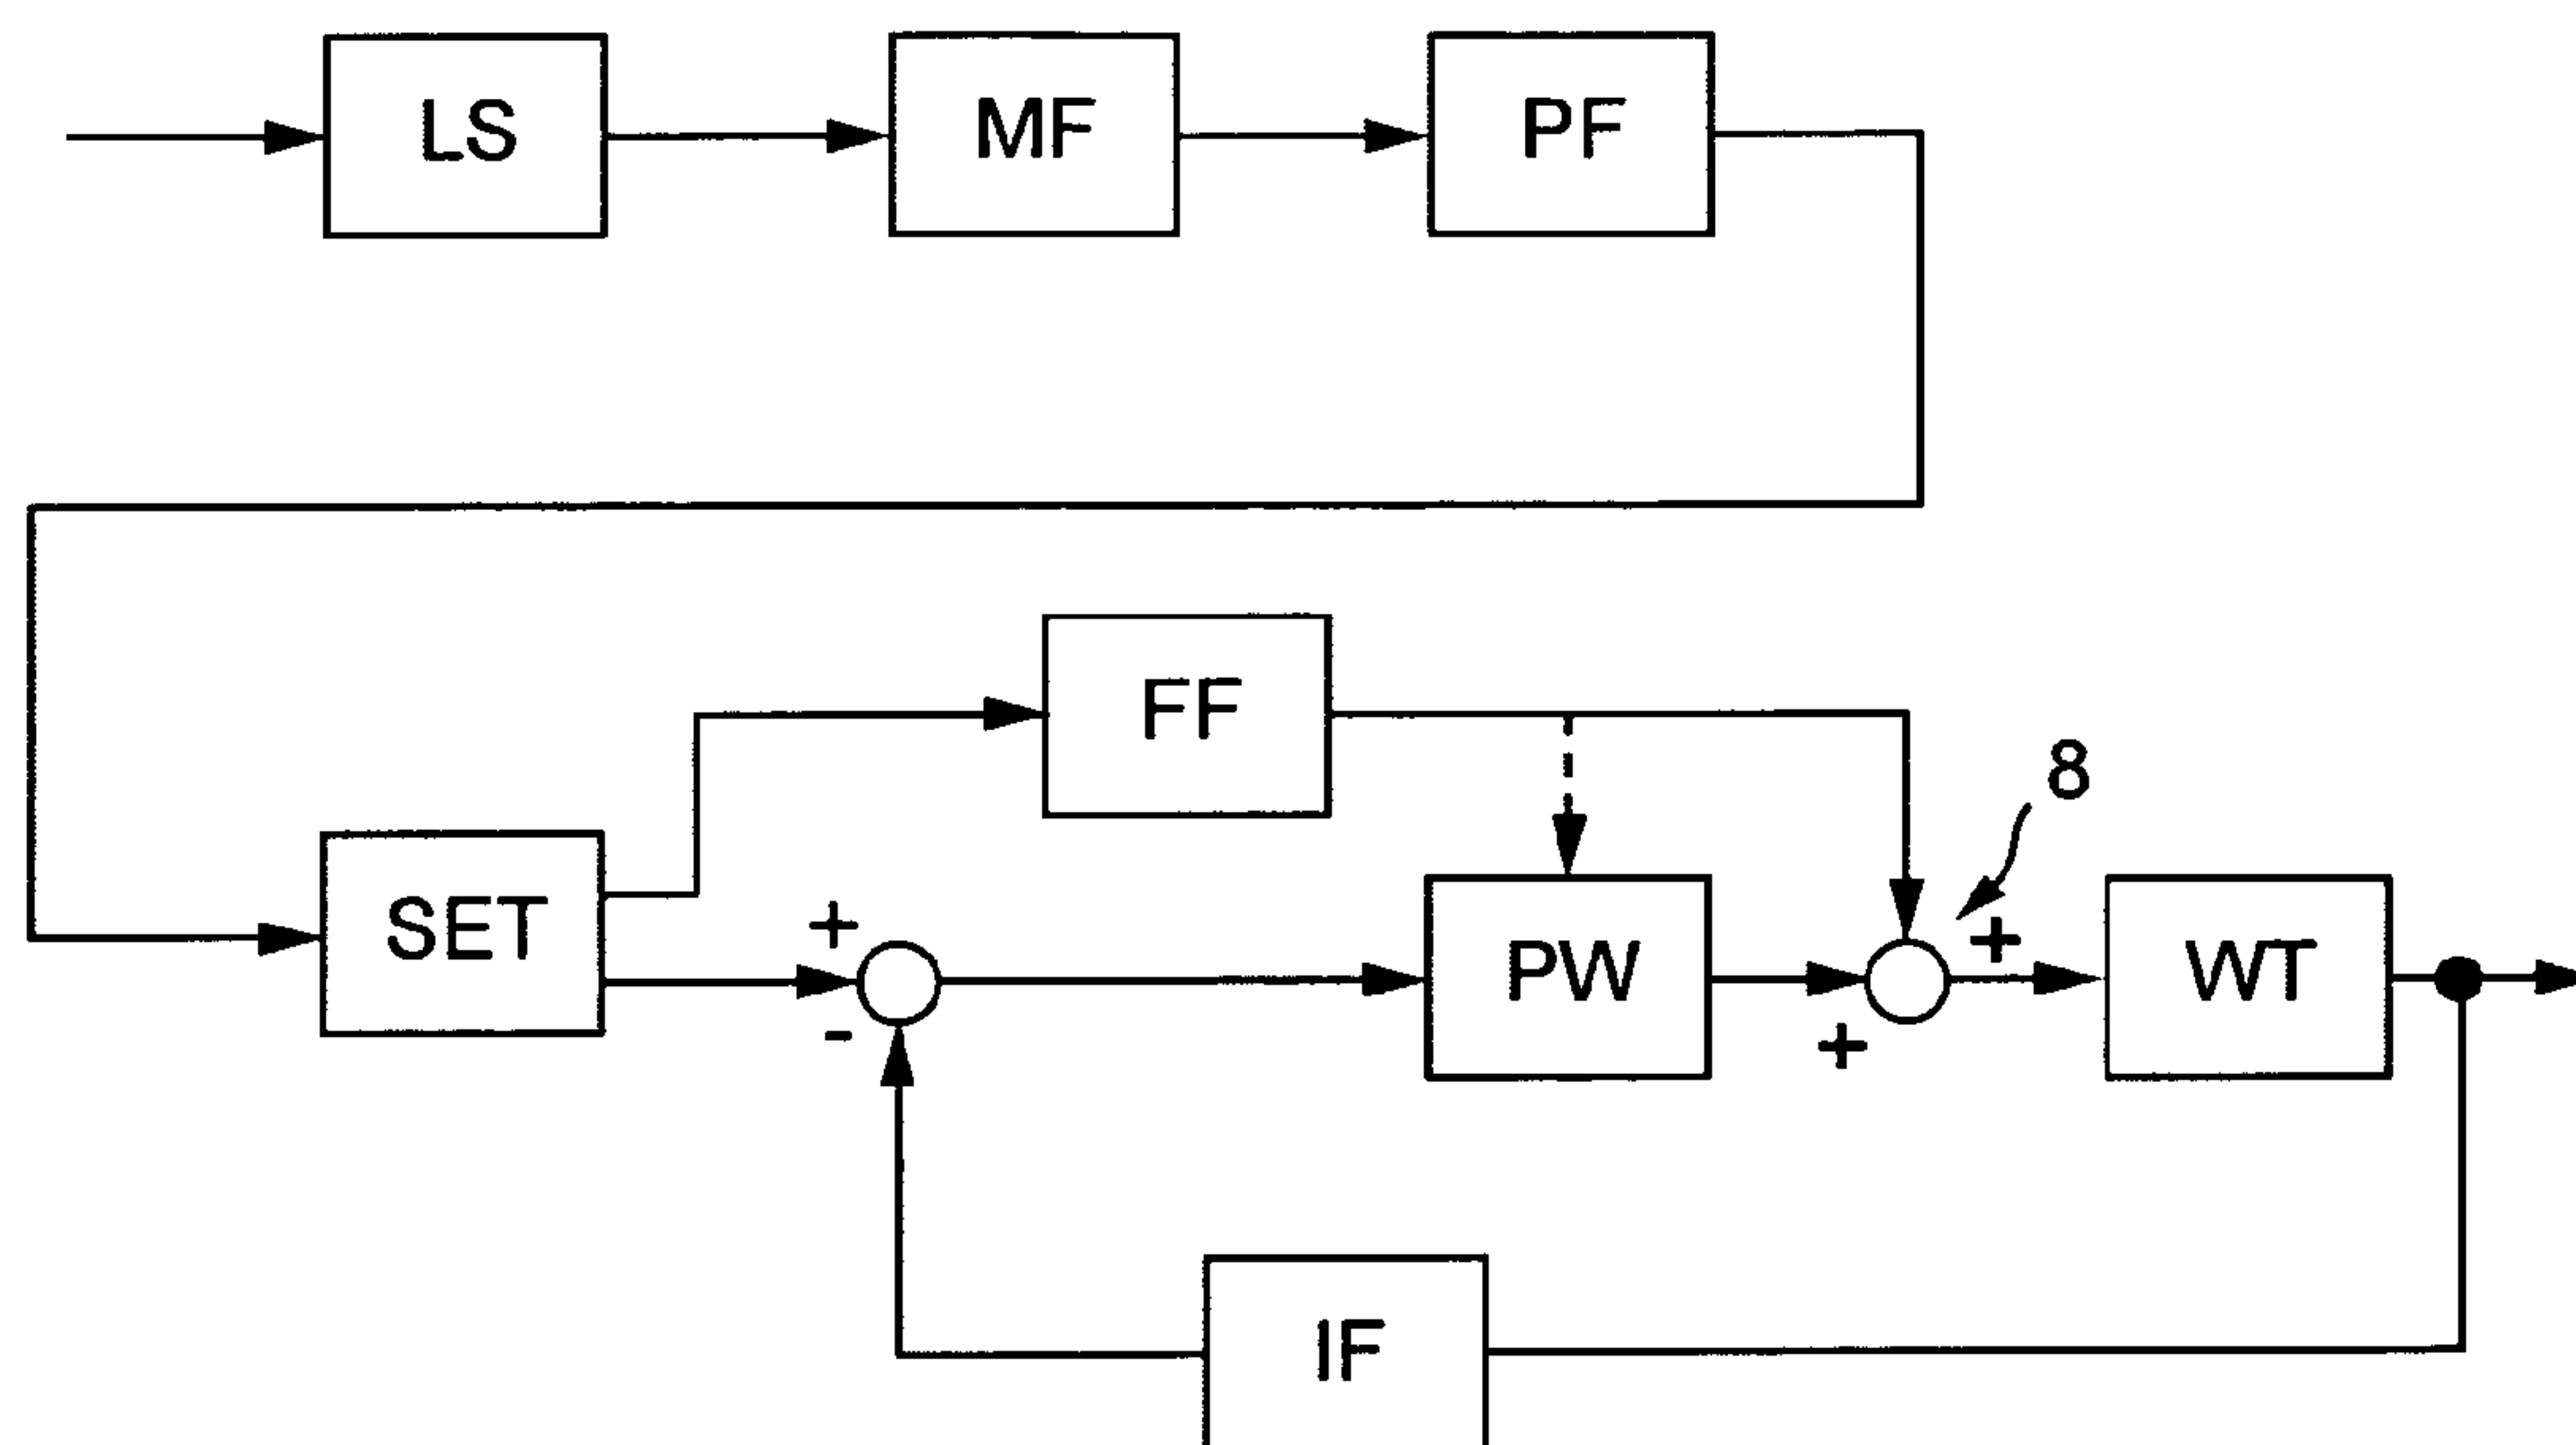 LS
MF
PF
FF
8
SET
+
-
PW
+
+
WT
IF